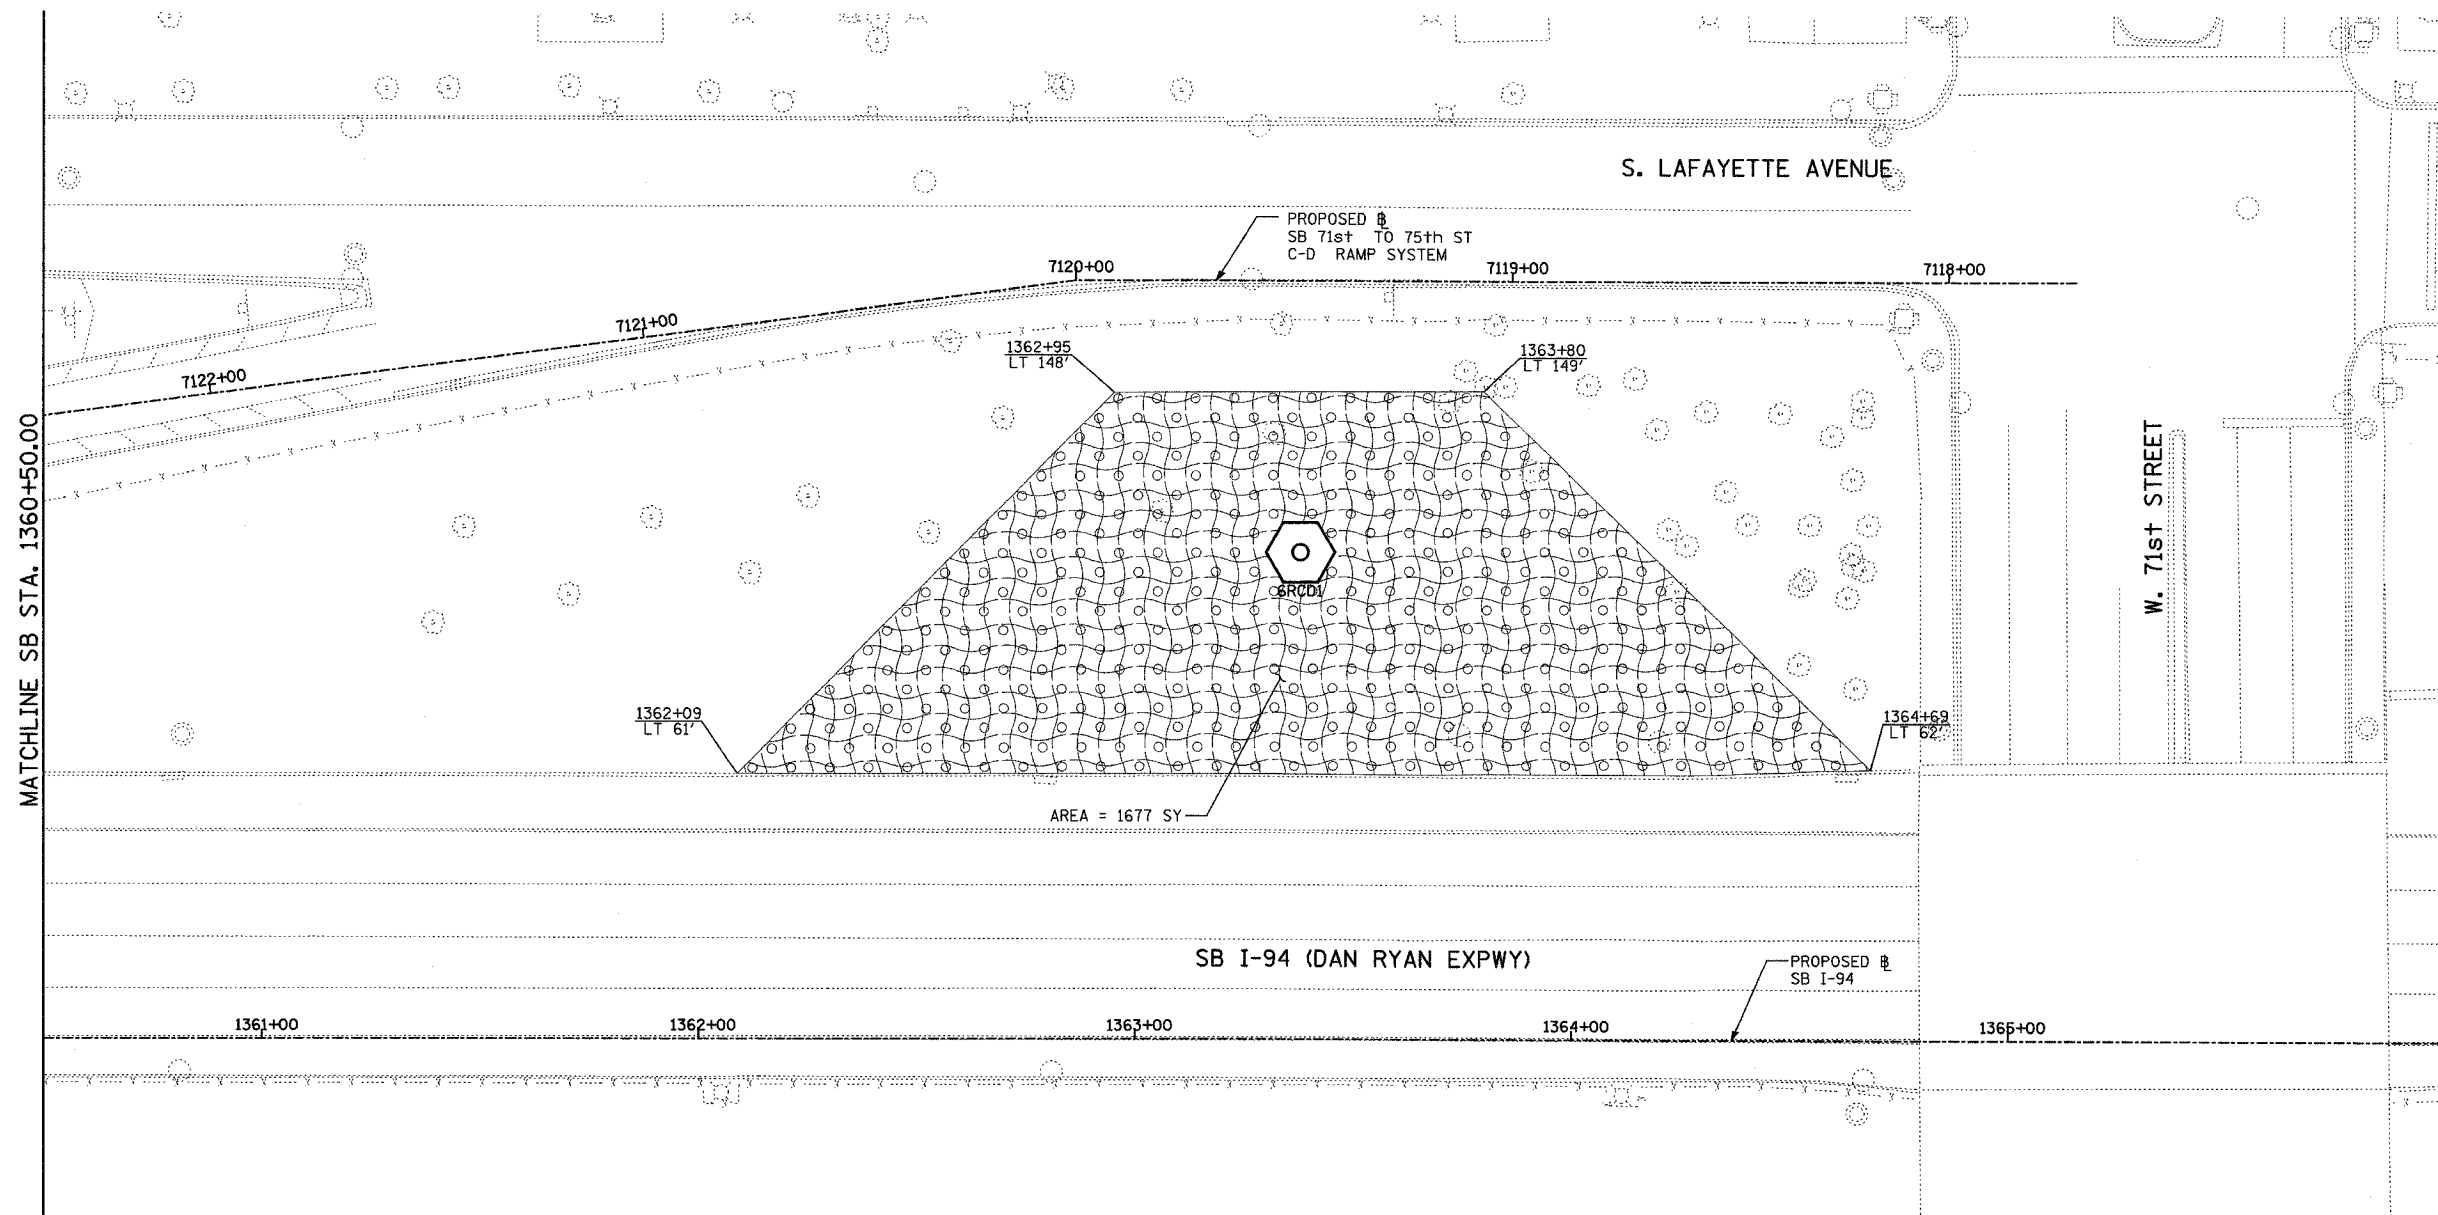 S. LAFAYETTE AVENUE
PROPOSED ℄
SB 71st TO 75th ST
C-D RAMP SYSTEM
7120+00
7119+00
7118+00
7121+00
7122+00
1362+95
LT 148'
1363+80
LT 149'
MATCHLINE SB STA. 1360+50.00
W. 71st STREET
GRCD1
1362+09
LT 61'
1364+69
LT 62'
AREA = 1677 SY
SB I-94 (DAN RYAN EXPWY)
PROPOSED ℄
SB I-94
1361+00
1362+00
1363+00
1364+00
1365+00